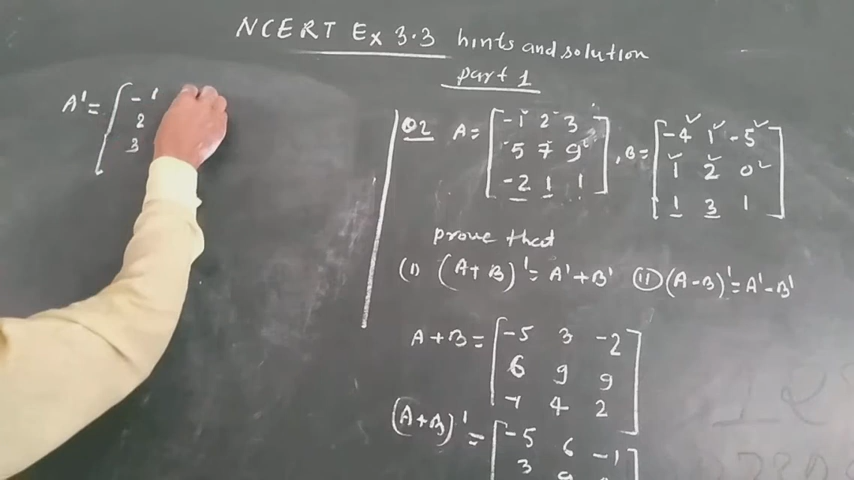 NCERT Ex 3.3 hints and solution
part 1
A' = [ -1
2
3
Q2 A = [ -1 2 3
5 7 9
-2 1 1 ] , B = [ -4 1 -5
1 2 0
1 3 1 ]
prove that
(i) (A+B)' = A' + B' (ii) (A-B)' = A' - B'
A+B = [ -5 3 -2
6 9 9
-1 4 2 ]
(A+B)' = [ -5 6 -1
3 9